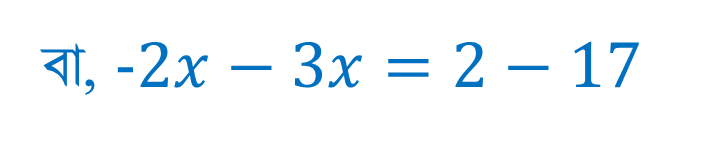 বা, -2x – 3x = 2 – 17